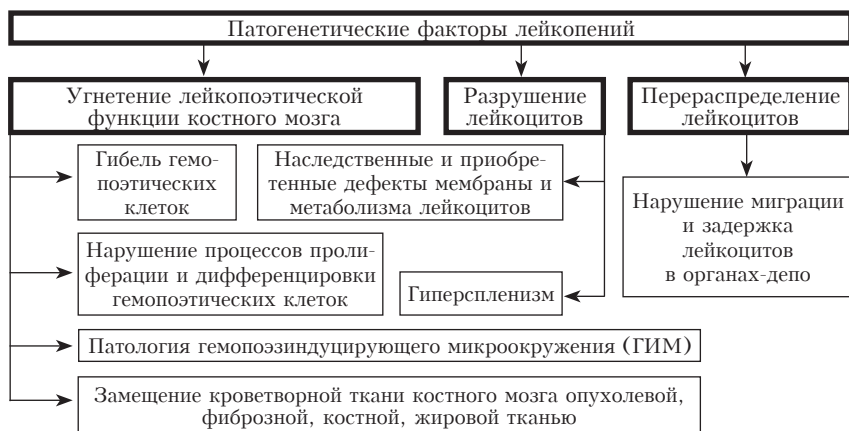 Патогенетические факторы лейкопений
Угнетение лейкопоэтической
функции костного мозга
Разрушение
лейкоцитов
Перераспределение
лейкоцитов
Гибель гемо-
поэтических
клеток
Наследственные и приобре-
тенные дефекты мембраны и
метаболизма лейкоцитов
Нарушение миграции
и задержка
лейкоцитов
в органах-депо
Нарушение процессов проли-
ферации и дифференцировки
гемопоэтических клеток
Гиперспленизм
Патология гемопоэзиндуцирующего микроокружения (ГИМ)
Замещение кроветворной ткани костного мозга опухолевой,
фиброзной, костной, жировой тканью